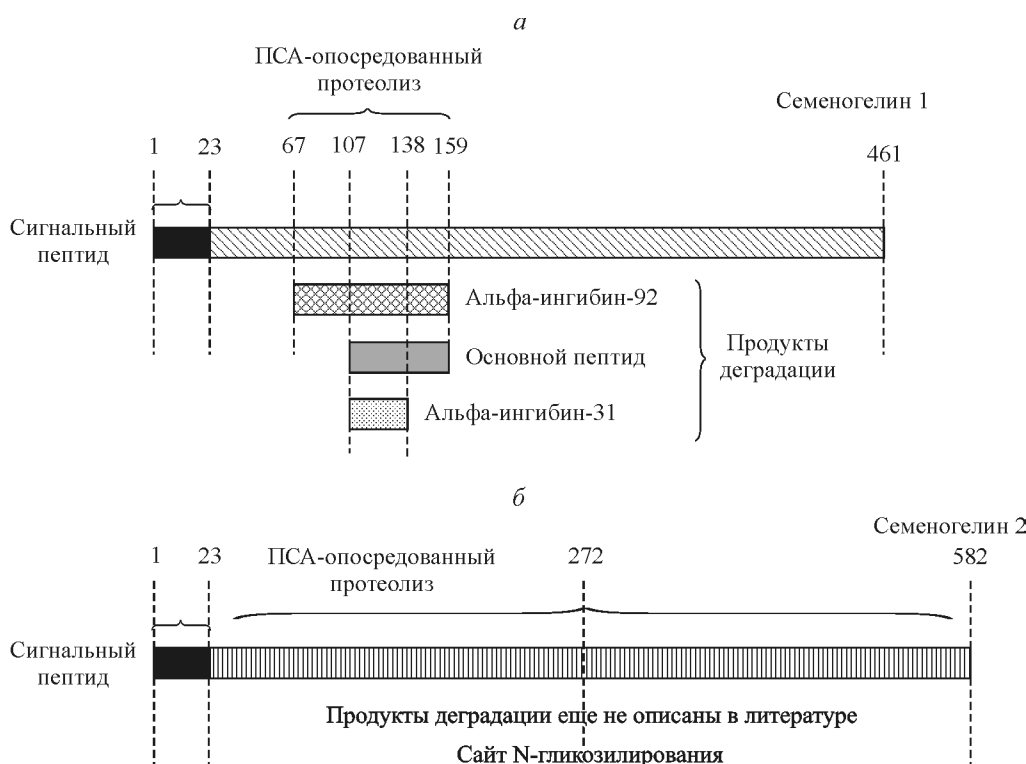 а
ПСА-опосредованный
протеолиз
Семеногелин 1
1 23 67 107 138 159 461
Сигнальный
пептид
Альфа-ингибин-92
Основной пептид
Альфа-ингибин-31
Продукты
деградации
б
Семеногелин 2
1 23 ПСА-опосредованный 272 582
протеолиз
Сигнальный
пептид
Продукты деградации еще не описаны в литературе
Сайт N-гликозилирования